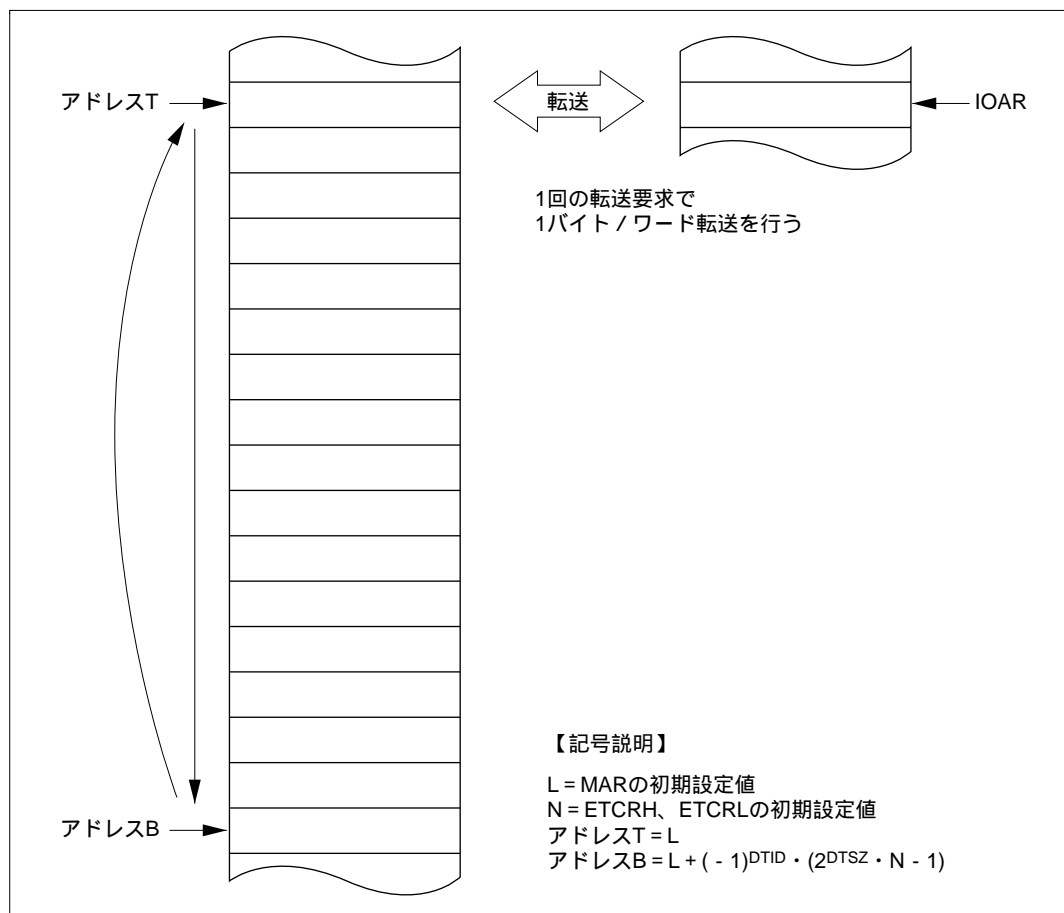 アドレスT
転送
IOAR
1回の転送要求で
1バイト / ワード転送を行う
【記号説明】
L = MARの初期設定値
N = ETCRH、ETCRLの初期設定値
アドレスT = L
アドレスB
アドレスB = L + ( - 1)^DTID・(2^DTSZ・N - 1)